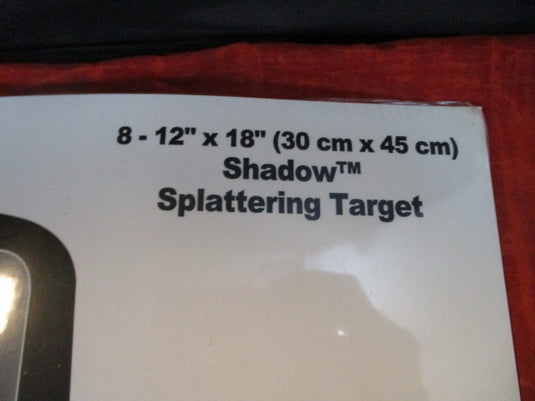 8 - 12" x 18" (30 cm x 45 cm)
Shadow™
Splattering Target